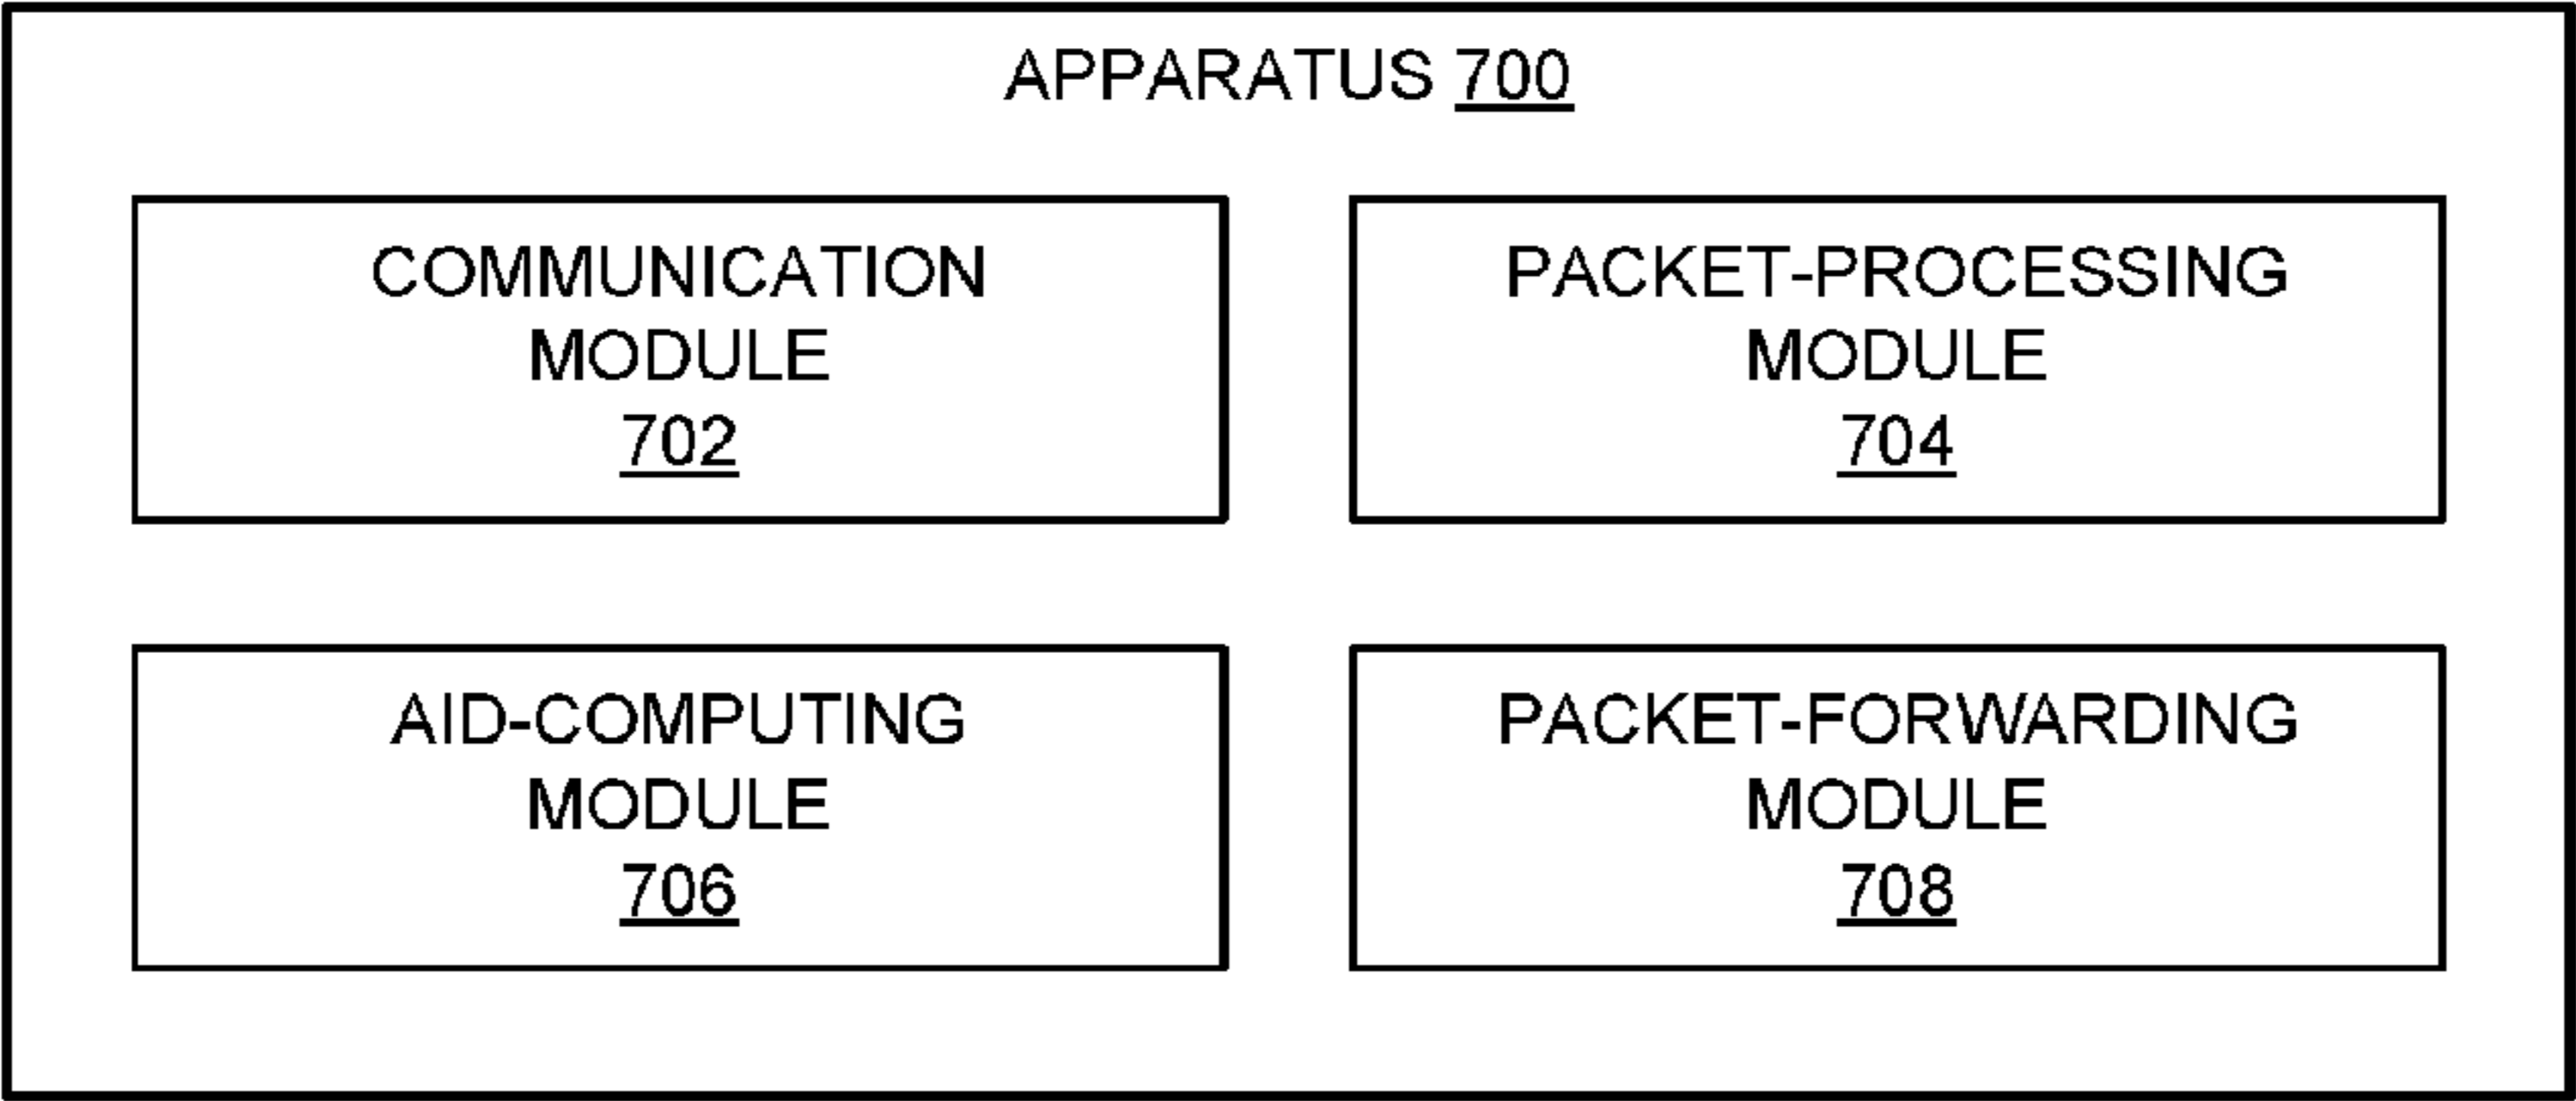 APPARATUS 700
COMMUNICATION
MODULE
702
PACKET-PROCESSING
MODULE
704
AID-COMPUTING
MODULE
706
PACKET-FORWARDING
MODULE
708